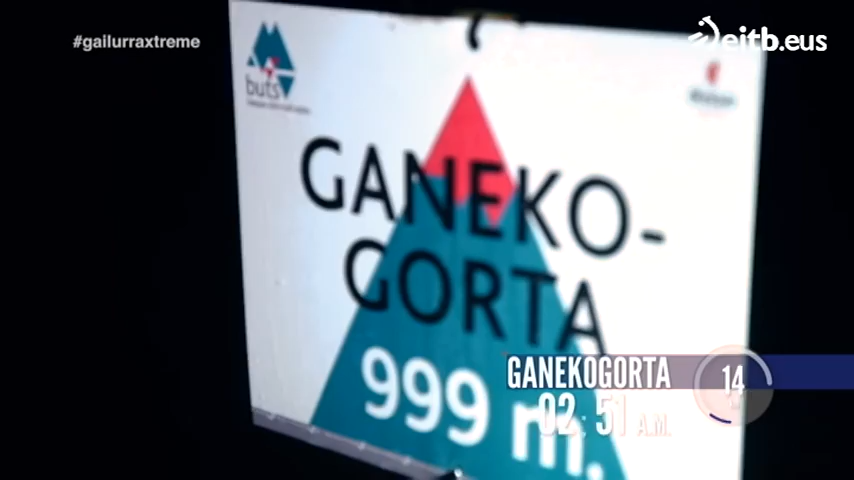 #gailurraxtreme
eitb.eus
buts
GANEKO-
GORTA
999 m.
GANEKOGORTA
14
02:51 A.M.